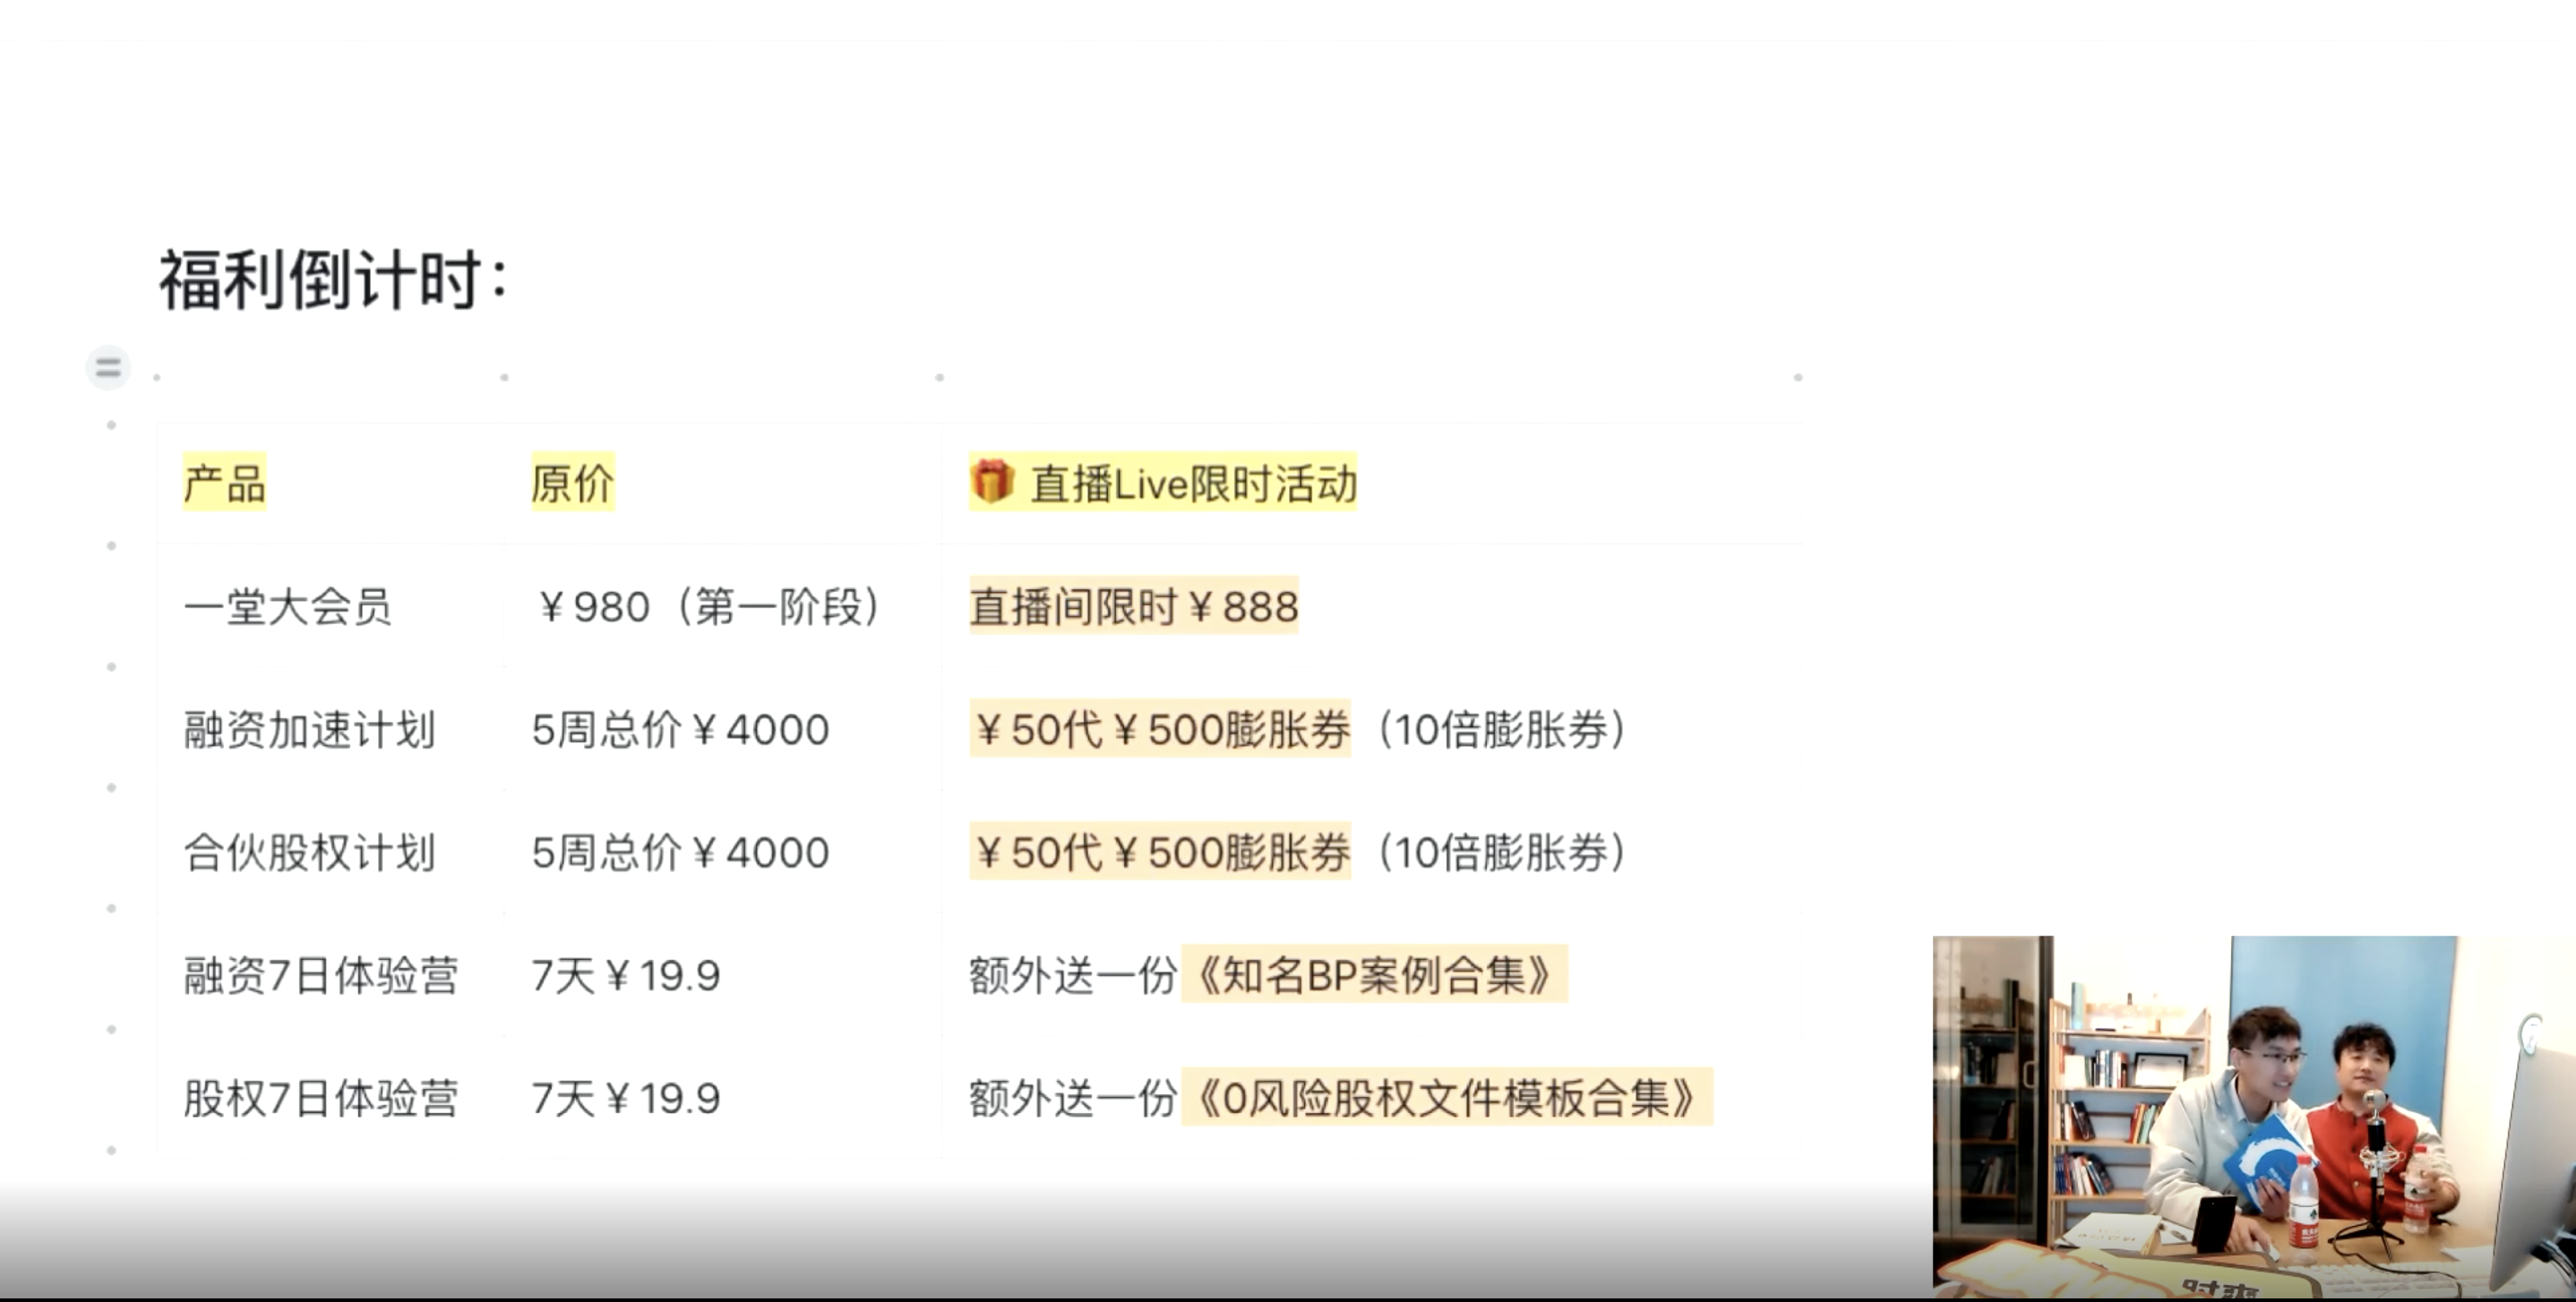 福利倒计时：
产品 原价 🎁 直播Live限时活动
一堂大会员 ￥980（第一阶段） 直播间限时￥888
融资加速计划 5周总价￥4000 ￥50代￥500膨胀券（10倍膨胀券）
合伙股权计划 5周总价￥4000 ￥50代￥500膨胀券（10倍膨胀券）
融资7日体验营 7天￥19.9 额外送一份《知名BP案例合集》
股权7日体验营 7天￥19.9 额外送一份《0风险股权文件模板合集》